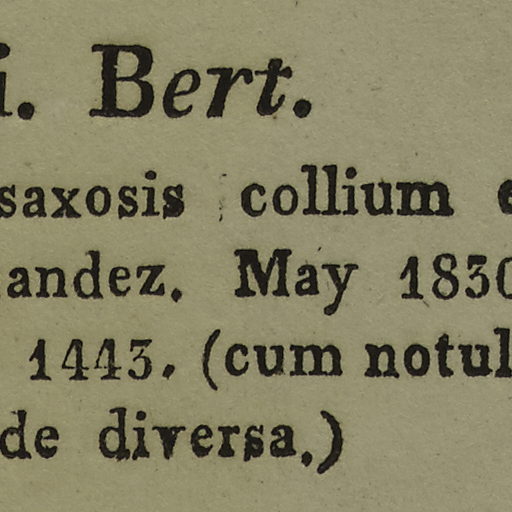 i. Bert.
saxosis collium e
andez. May 1830
1443. (cum notul
de diversa.)